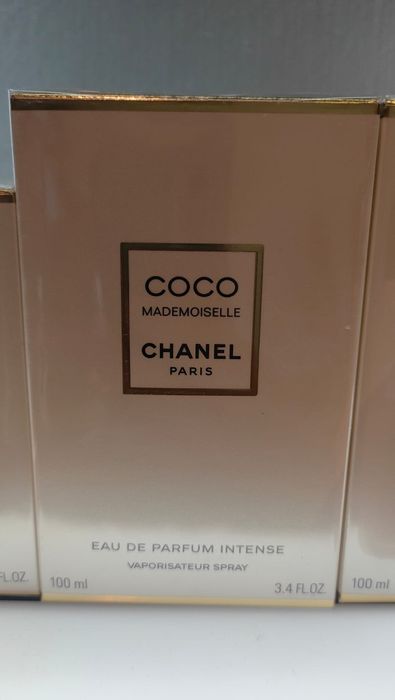 COCO
MADEMOISELLE
CHANEL
PARIS
EAU DE PARFUM INTENSE
VAPORISATEUR SPRAY
FL.OZ.
100 ml
3.4 FL.OZ.
100 ml